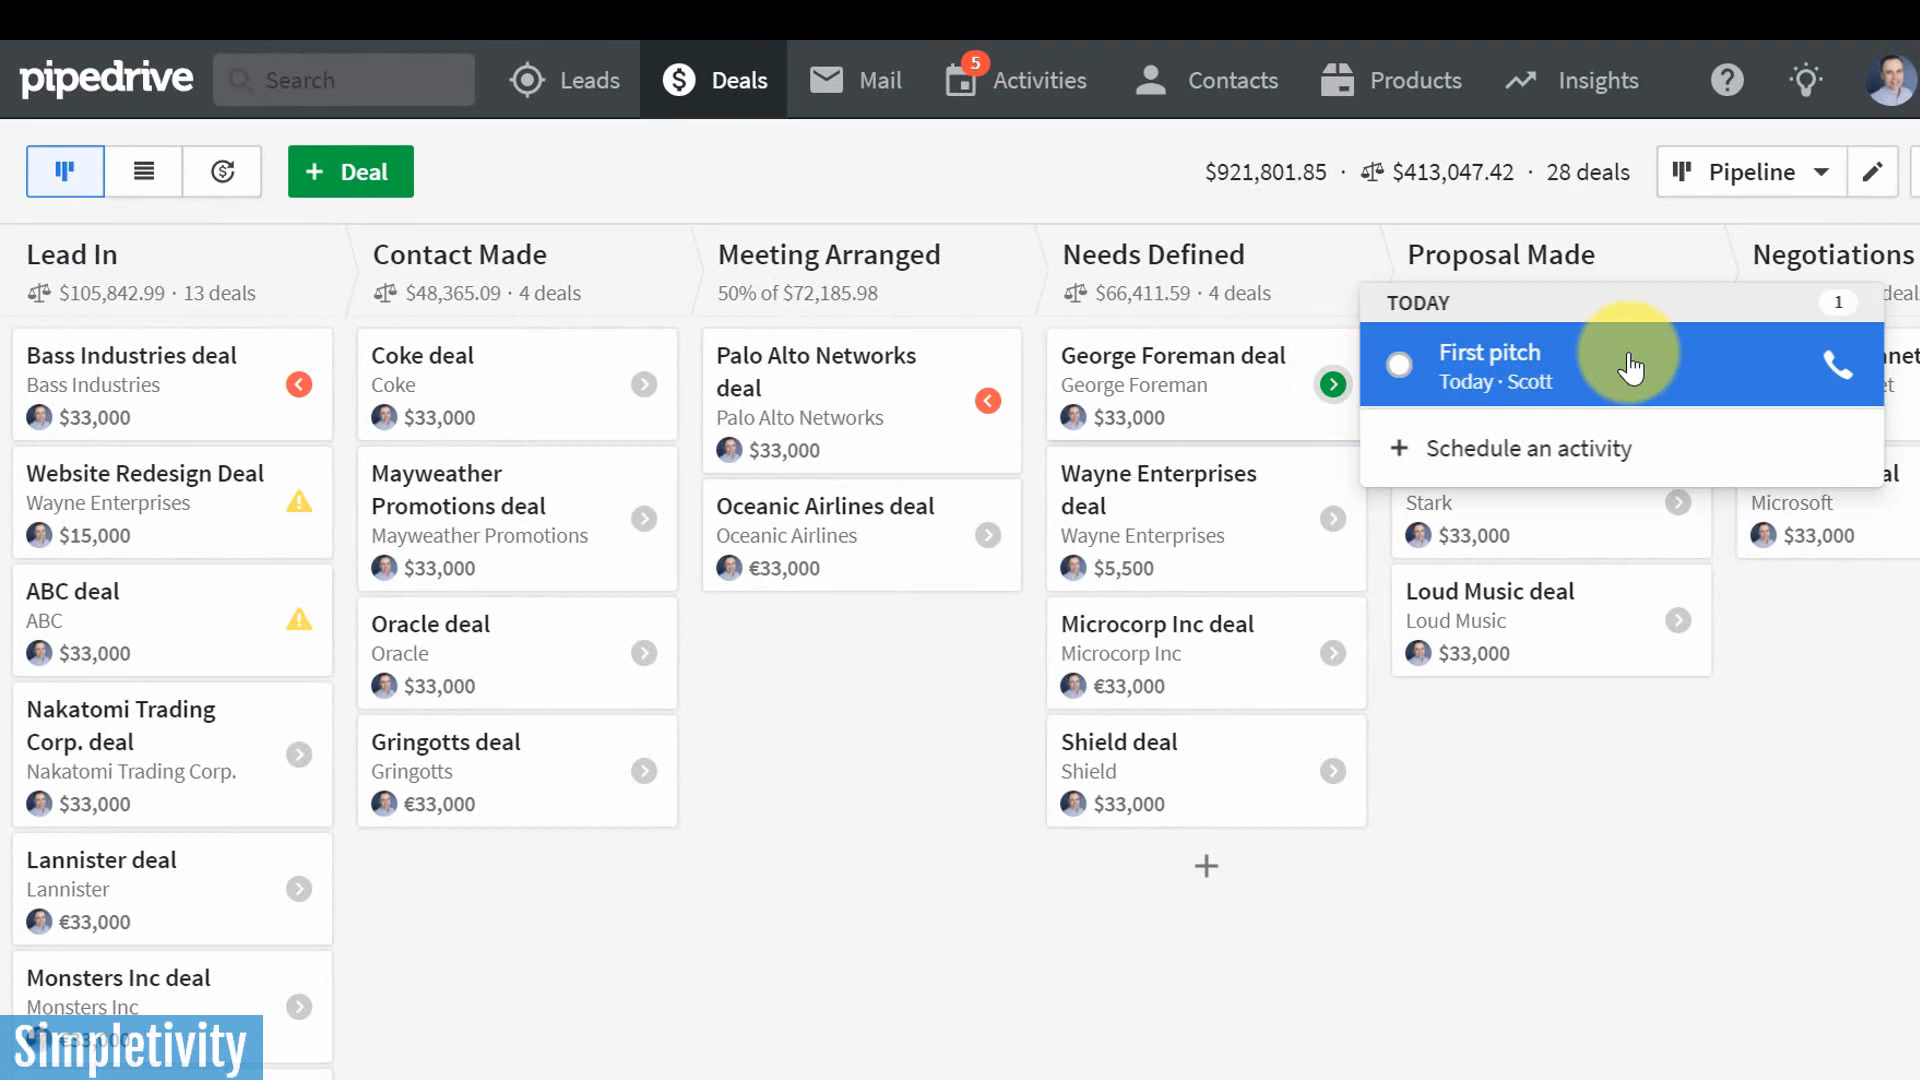 pipedrive
Search
Leads
Deals
Mail
5
Activities
Contacts
Products
Insights
+ Deal
$921,801.85 · $413,047.42 · 28 deals
Pipeline
Lead In
$105,842.99 · 13 deals
Bass Industries deal
Bass Industries
$33,000
Website Redesign Deal
Wayne Enterprises
$15,000
ABC deal
ABC
$33,000
Nakatomi Trading
Corp. deal
Nakatomi Trading Corp.
$33,000
Lannister deal
Lannister
€33,000
Monsters Inc deal
Monsters Inc
€33,000
Contact Made
$48,365.09 · 4 deals
Coke deal
Coke
$33,000
Mayweather
Promotions deal
Mayweather Promotions
$33,000
Oracle deal
Oracle
$33,000
Gringotts deal
Gringotts
€33,000
Meeting Arranged
50% of $72,185.98
Palo Alto Networks
deal
Palo Alto Networks
$33,000
Oceanic Airlines deal
Oceanic Airlines
€33,000
Needs Defined
$66,411.59 · 4 deals
George Foreman deal
George Foreman
$33,000
Wayne Enterprises
deal
Wayne Enterprises
$5,500
Microcorp Inc deal
Microcorp Inc
€33,000
Shield deal
Shield
$33,000
+
Proposal Made
TODAY 1
First pitch
Today · Scott
+ Schedule an activity
Stark
$33,000
Loud Music deal
Loud Music
$33,000
Negotiations
Microsoft
$33,000
Simpletivity